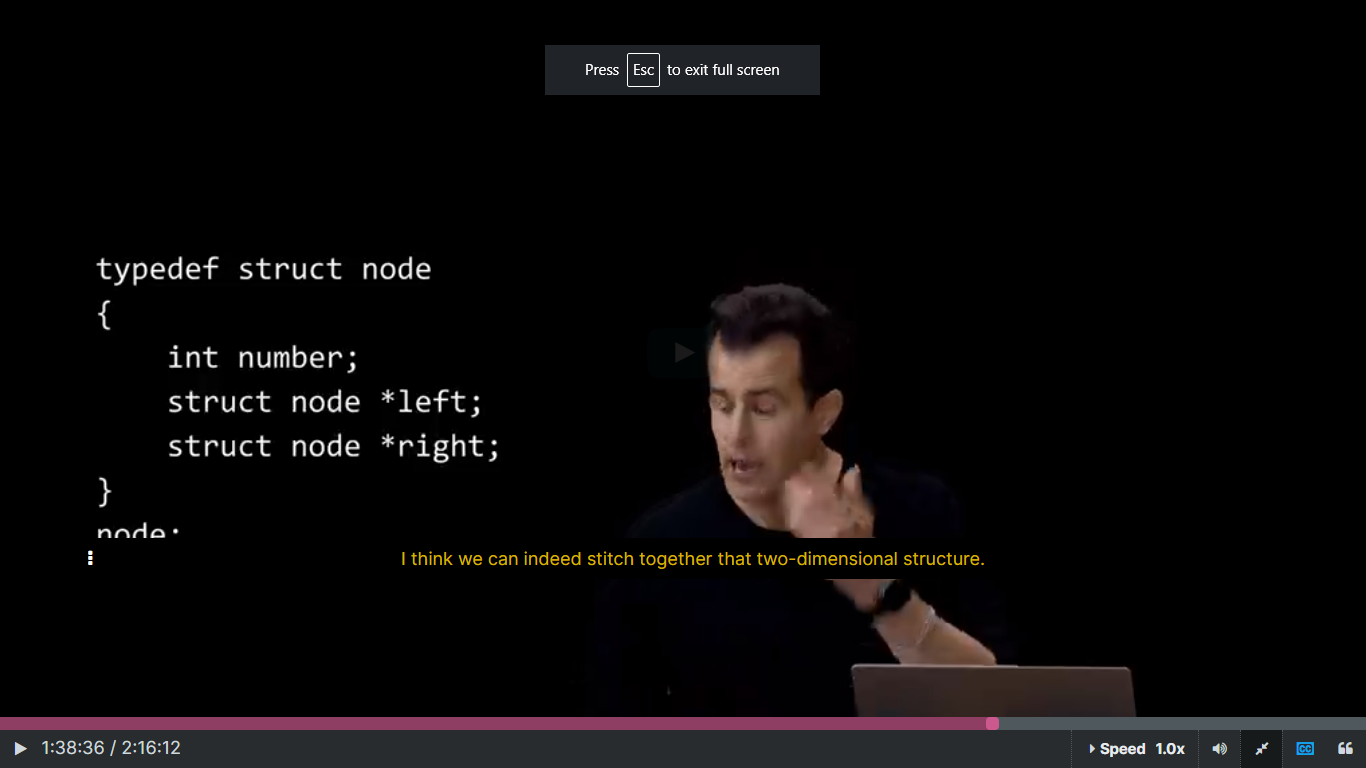 Press Esc to exit full screen
typedef struct node
{
int number;
struct node *left;
struct node *right;
}
node;
I think we can indeed stitch together that two-dimensional structure.
1:38:36 / 2:16:12
Speed 1.0x
CC